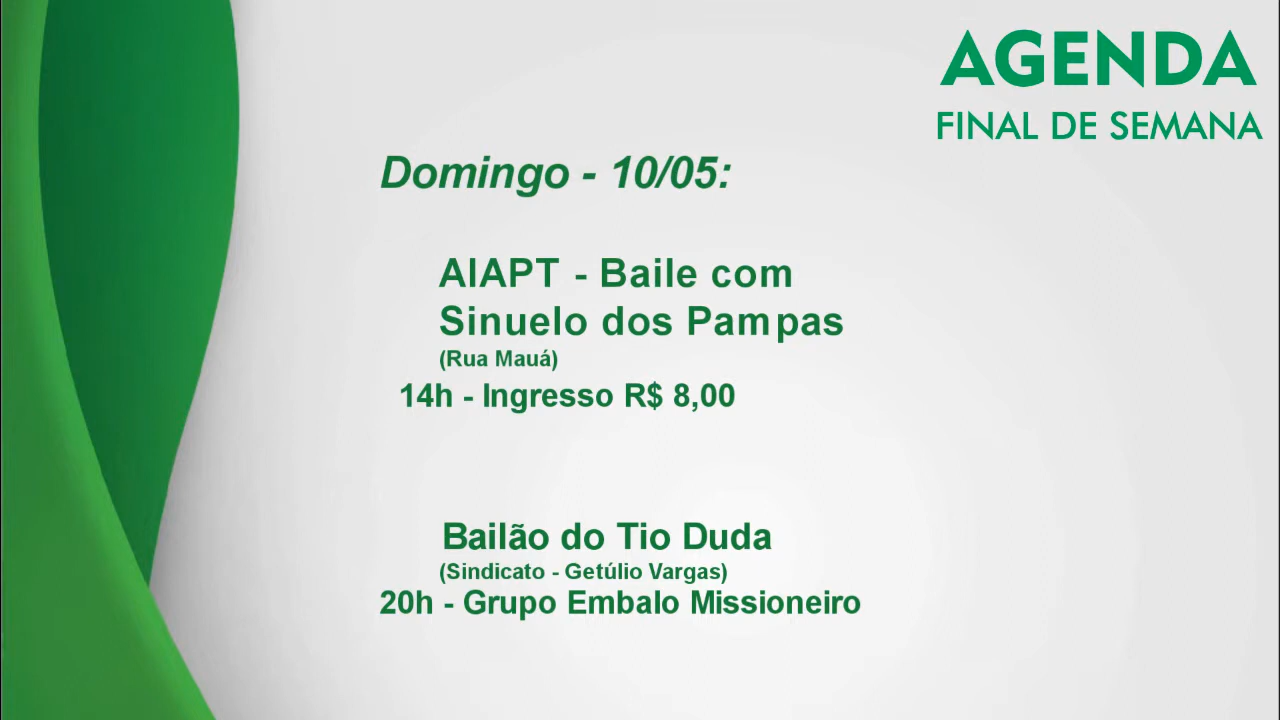 AGENDA
FINAL DE SEMANA
Domingo - 10/05:
AIAPT - Baile com
Sinuelo dos Pampas
(Rua Mauá)
14h - Ingresso R$ 8,00
Bailão do Tio Duda
(Sindicato - Getúlio Vargas)
20h - Grupo Embalo Missioneiro